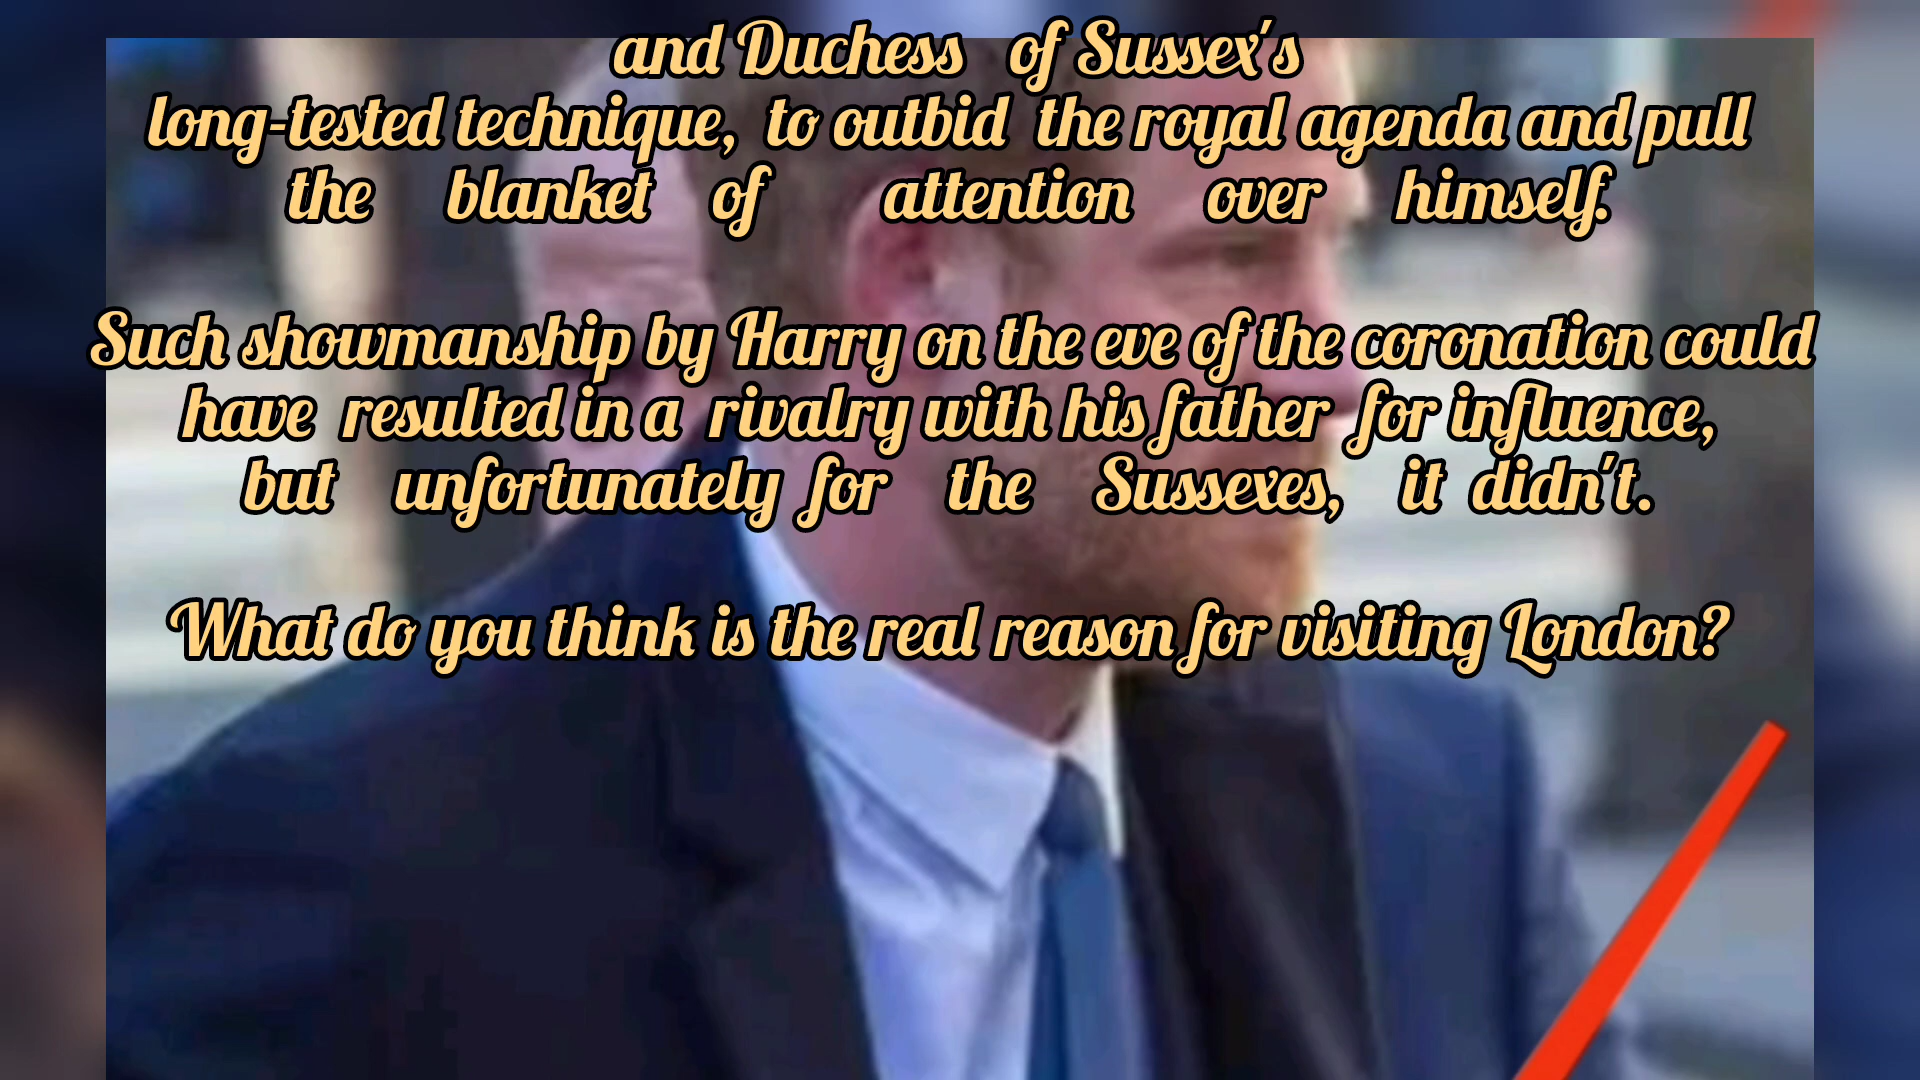 and Duchess of Sussex's
long-tested technique, to outbid the royal agenda and pull
the blanket of attention over himself.
Such showmanship by Harry on the eve of the coronation could
have resulted in a rivalry with his father for influence,
but unfortunately for the Sussexes, it didn't.
What do you think is the real reason for visiting London?